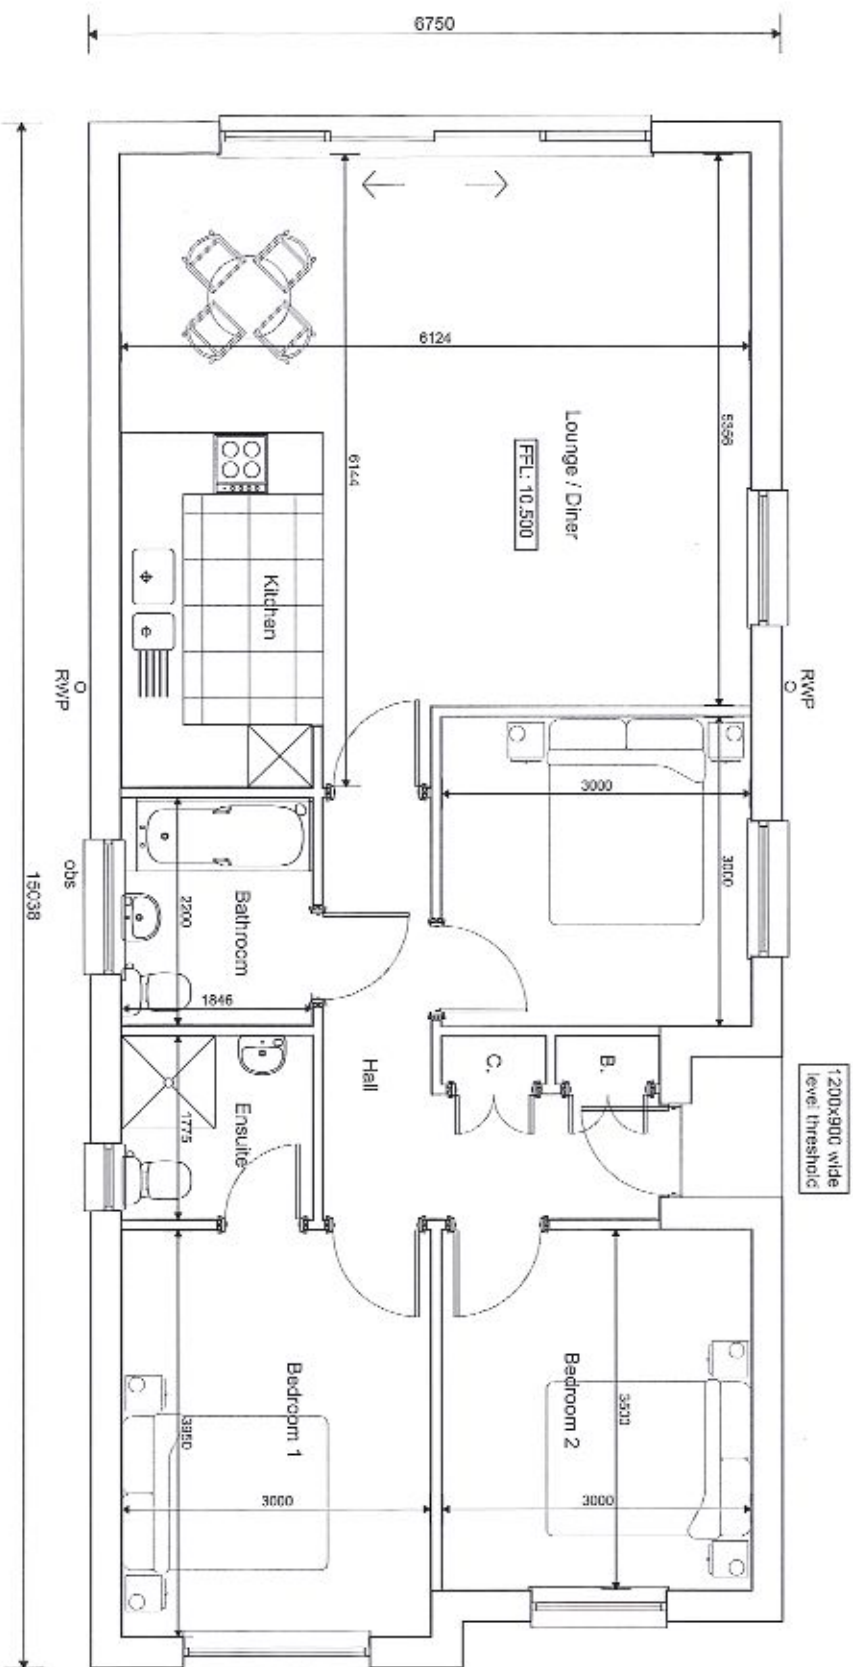 6750
6124
5356
6144
Lounge / Diner
FFL: 10.500
Kitchen
RWP
RWP
3000
3000
obs
15038
Bathroom
2200
1846
Hall
C.
B.
1200x900 wide
level threshold
Ensuite
1775
Bedroom 1
3950
3000
Bedroom 2
3500
3000